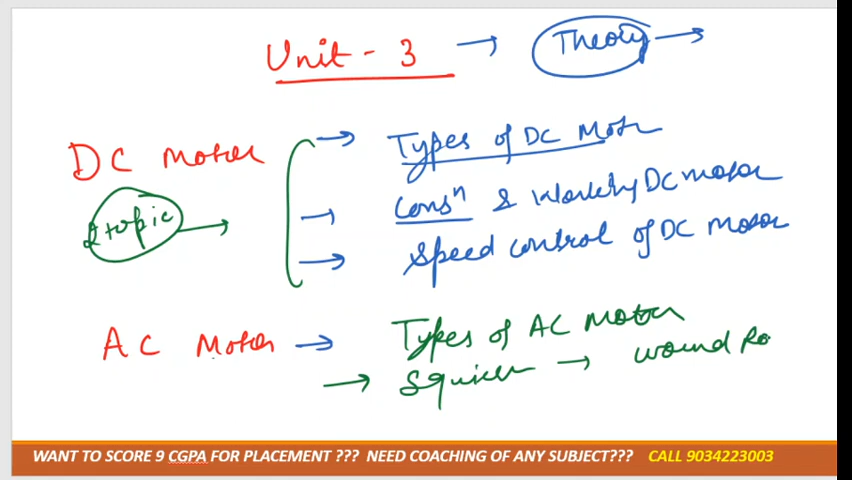 Unit - 3 → Theory →
DC Motor
→ Types of DC Motor
→ Consⁿ & Working DC motor
2 topic →
→ Speed control of DC Motor
AC Motor → Types of AC Motor
→ Squirrel → wound Ro
WANT TO SCORE 9 CGPA FOR PLACEMENT ??? NEED COACHING OF ANY SUBJECT??? CALL 9034223003